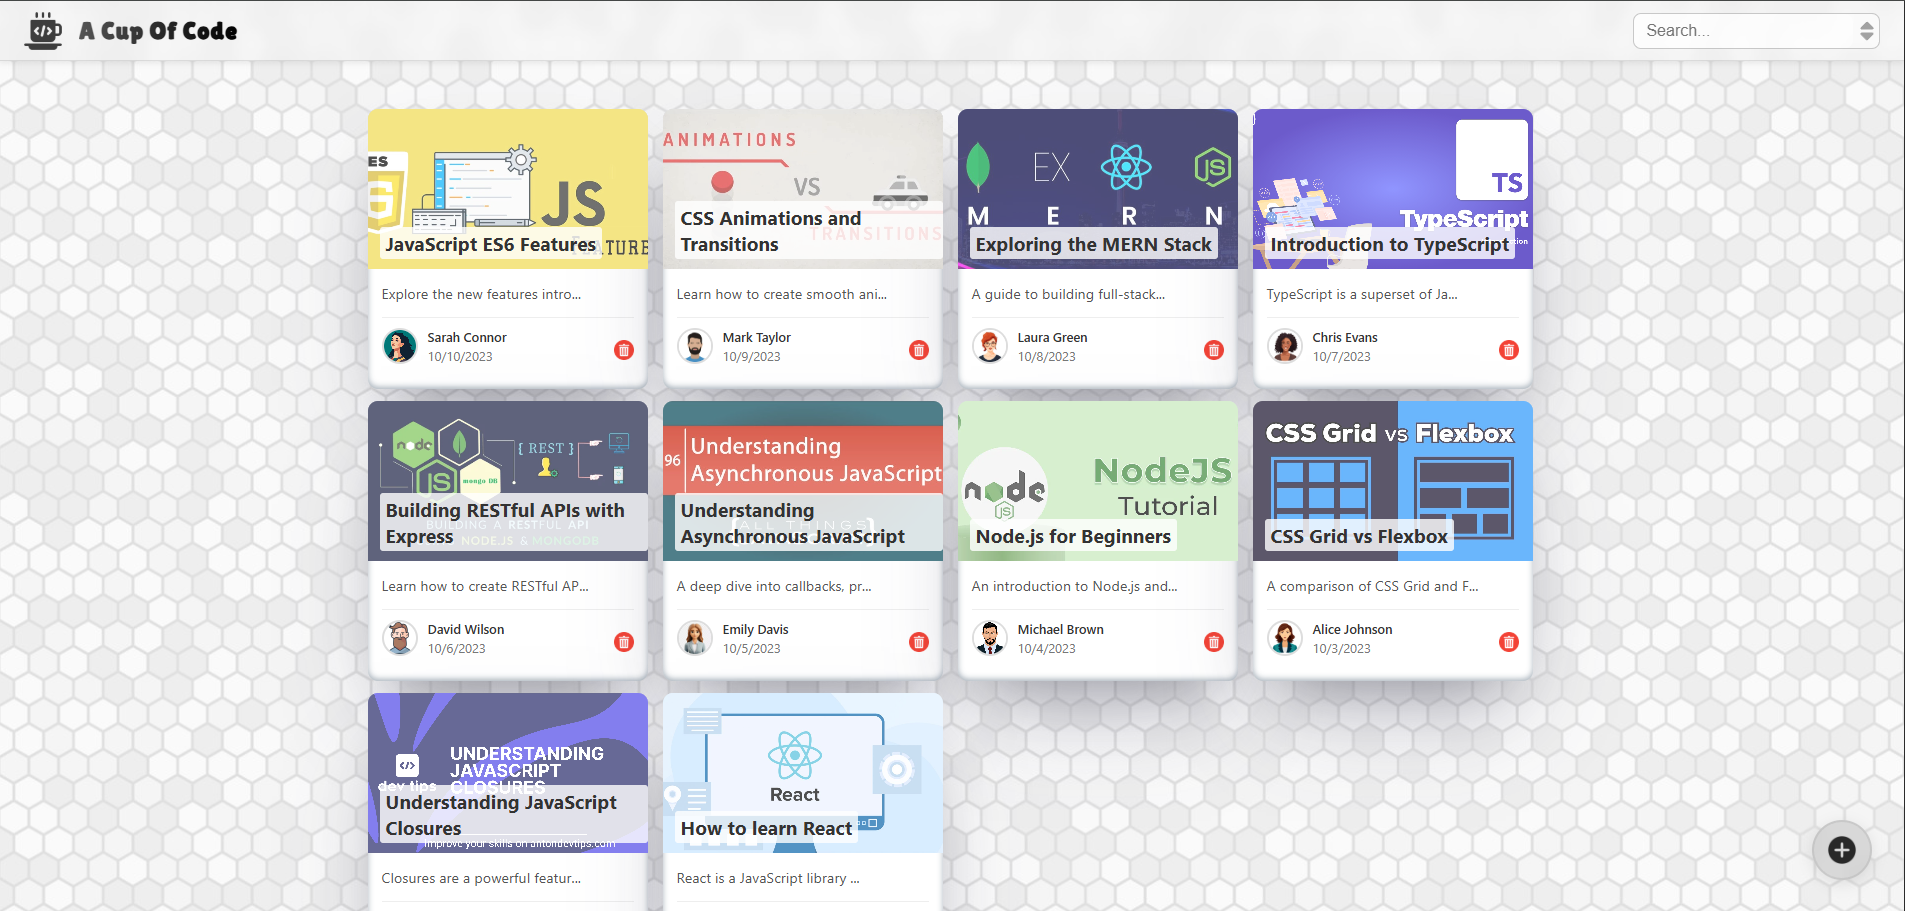 A Cup Of Code
Search...
ES
JS
FEATURE
JavaScript ES6 Features
Explore the new features intro...
Sarah Connor
10/10/2023
ANIMATIONS
VS
TRANSITIONS
CSS Animations and
Transitions
Learn how to create smooth ani...
Mark Taylor
10/9/2023
EX
JS
M E R N
Exploring the MERN Stack
A guide to building full-stack...
Laura Green
10/8/2023
TS
TypeScript
Introduction to TypeScript
TypeScript is a superset of Ja...
Chris Evans
10/7/2023
node
{ REST }
JS
mongo DB
Building RESTful APIs with
Express
BUILDING A RESTFUL API
NODE.JS & MONGODB
Learn how to create RESTful AP...
David Wilson
10/6/2023
96
Understanding
Asynchronous JavaScript
{ALL THINGS}
Understanding
Asynchronous JavaScript
A deep dive into callbacks, pr...
Emily Davis
10/5/2023
node
JS
NodeJS
Tutorial
Node.js for Beginners
An introduction to Node.js and...
Michael Brown
10/4/2023
CSS Grid vs Flexbox
CSS Grid vs Flexbox
A comparison of CSS Grid and F...
Alice Johnson
10/3/2023
UNDERSTANDING
JAVASCRIPT
CLOSURES
dev tips
Understanding JavaScript
Closures
improve your skills on antondevtips.com
Closures are a powerful featur...
React
How to learn React
React is a JavaScript library ...